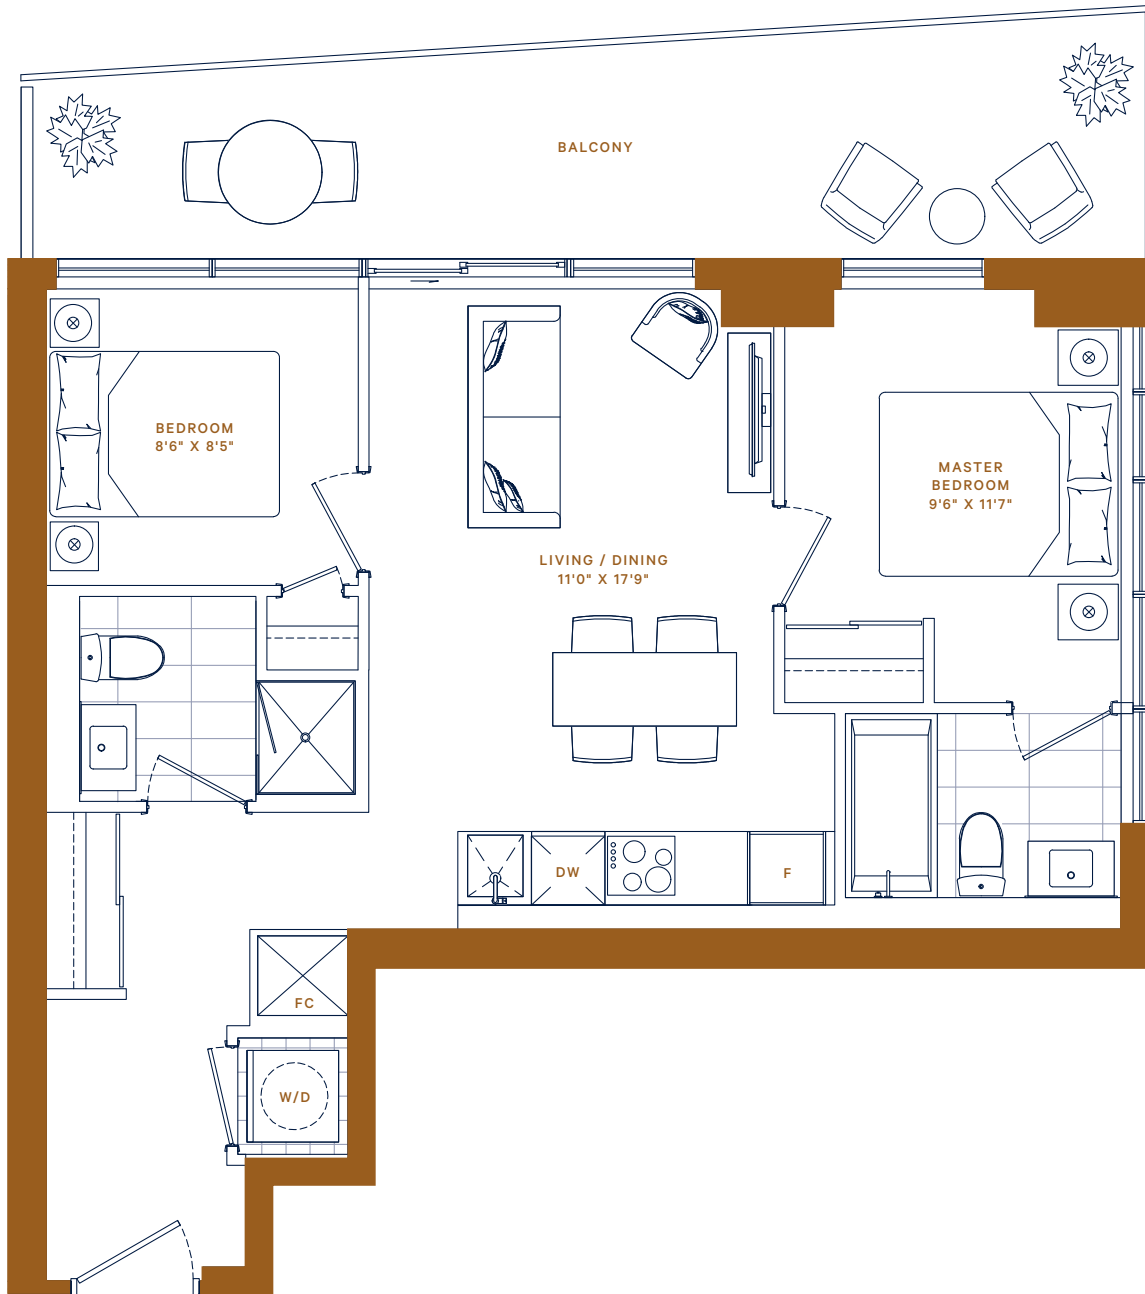 BALCONY
BEDROOM
8'6" X 8'5"
MASTER
BEDROOM
9'6" X 11'7"
LIVING / DINING
11'0" X 17'9"
DW
F
FC
W/D